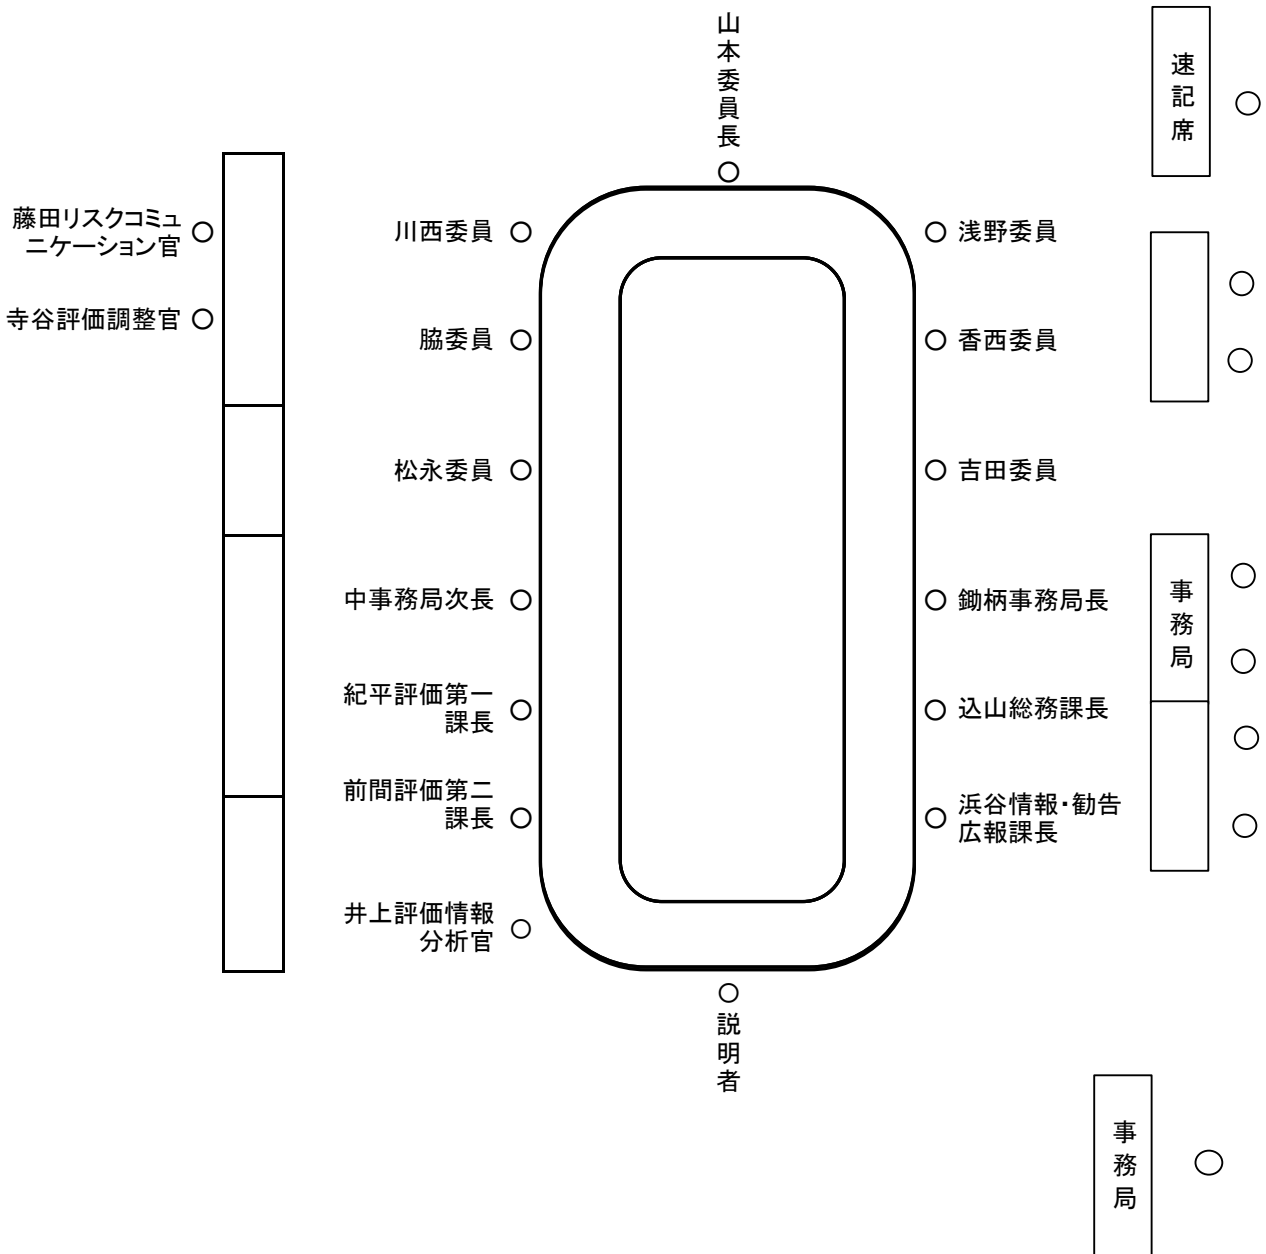 山本委員長
速記席
藤田リスクコミュ
ニケーション官
川西委員
浅野委員
寺谷評価調整官
脇委員
香西委員
松永委員
吉田委員
中事務局次長
鋤柄事務局長
事務局
紀平評価第一
課長
込山総務課長
前間評価第二
課長
浜谷情報・勧告
広報課長
井上評価情報
分析官
説明者
事務局